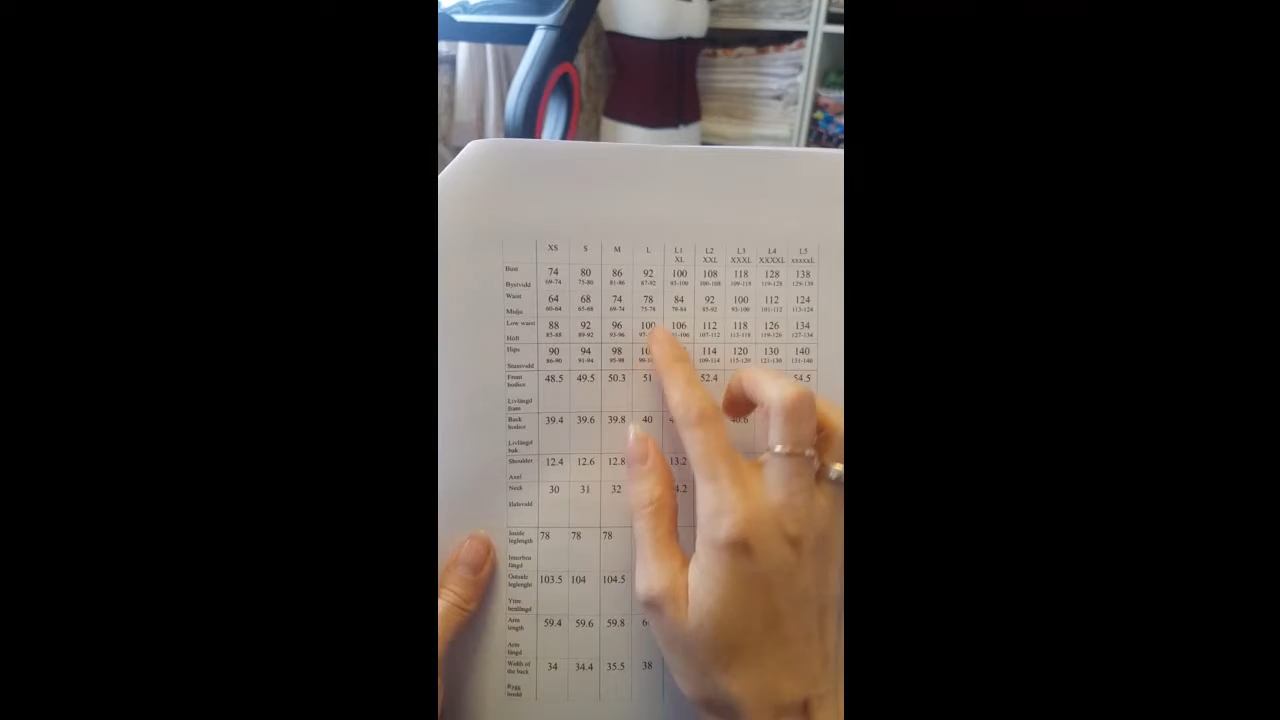 XS S M L L1 L2 L3 L4 L5
XL XXL XXXL XXXXL xxxxxL
Bust 74 80 86 92 100 108 118 128 138
Bystvidd 69-74 75-80 81-86 87-92 93-100 100-108 109-118 119-128 129-138
Waist 64 68 74 78 84 92 100 112 124
Midja 60-64 65-68 69-74 75-78 79-84 85-92 93-100 101-112 113-124
Low waist 88 92 96 100 106 112 118 126 134
Höft 85-88 89-92 93-96 107-112 113-118 119-126 127-134
Hips 90 94 98 114 120 130 140
Stussvidd 86-90 91-94 95-98 109-114 115-120 121-130 131-140
Front 48.5 49.5 50.3 51 52.4 54.5
bodice
Livlängd
fram
Back 39.4 39.6 39.8 40 40.6
bodice
Livlängd
bak
Shoulder 12.4 12.6 12.8 13.2
Axel
Neck 30 31 32
Halsvidd
Inside 78 78 78
leglength
Innerben
längd
Outside 103.5 104 104.5
leglenght
Yttre
benlängd
Arm 59.4 59.6 59.8
length
Arm
längd
Width of 34 34.4 35.5 38
the back
Rygg
bredd